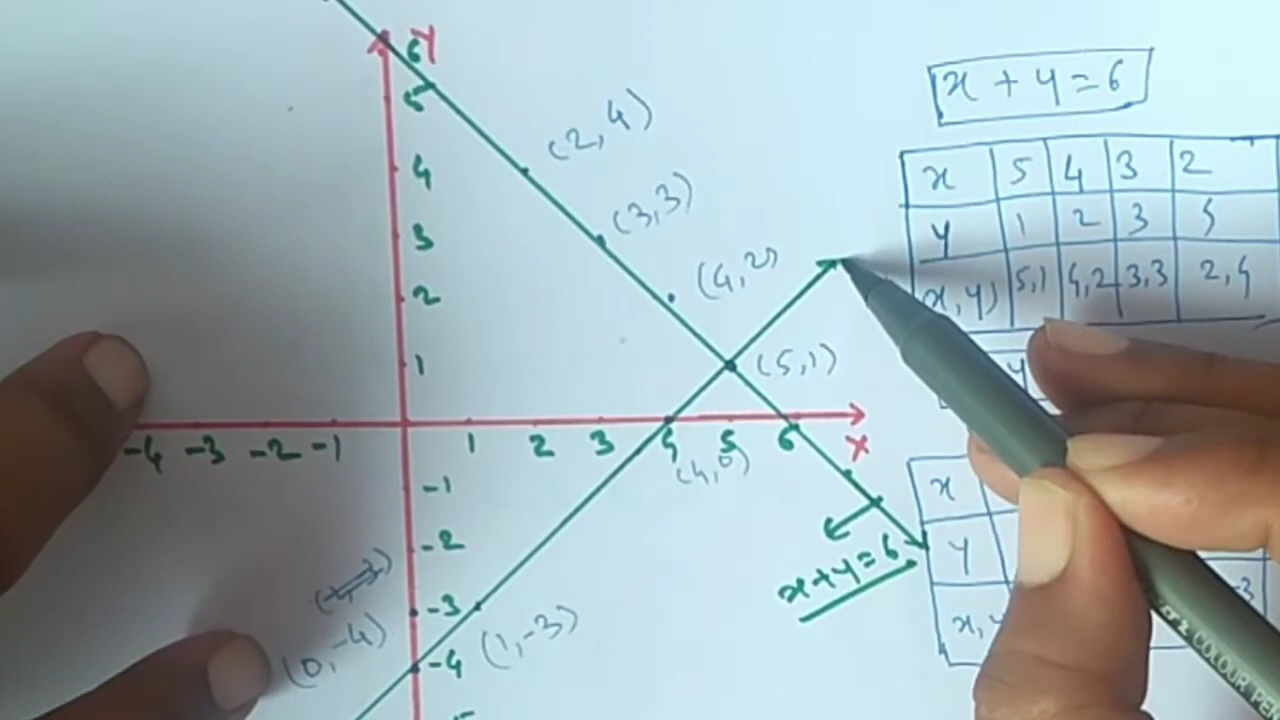 x + y = 6
x 5 4 3 2
y 1 2 3 4
x,y) 5,1 4,2 3,3 2,4
Y
6
5
4
3
2
1
(2,4)
(3,3)
(4,2)
(5,1)
-4 -3 -2 -1 1 2 3 4 5 6 X
(4,0)
-1
-2
-3
-4
(0,-4)
(1,-3)
x+y=6
y
x
y
x,y
-3
COLOUR PEN